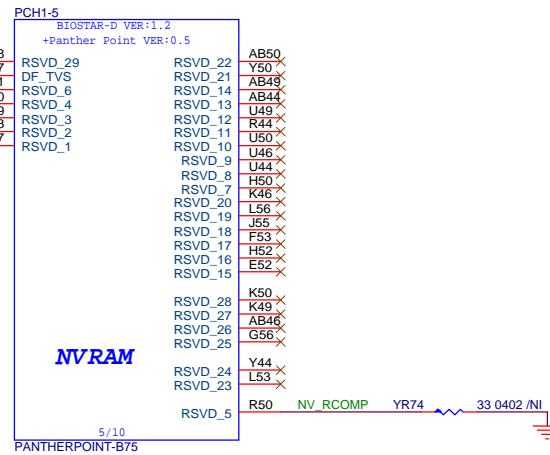 PCH1-5
BIOSTAR-D VER:1.2
+Panther Point VER:0.5
RSVD_29 RSVD_22 AB50
DF_TVS RSVD_21 Y50
RSVD_6 RSVD_14 AB49
RSVD_4 RSVD_13 AB44
RSVD_3 RSVD_12 U49
RSVD_2 RSVD_11 R44
RSVD_1 RSVD_10 U50
RSVD_9 U46
RSVD_8 U44
RSVD_7 H50
RSVD_20 K46
RSVD_19 L56
RSVD_18 J55
RSVD_17 F53
RSVD_16 H52
RSVD_15 E52
RSVD_28 K50
RSVD_27 K49
RSVD_26 AB46
RSVD_25 G56
NVRAM
RSVD_24 Y44
RSVD_23 L53
RSVD_5 R50 NV_RCOMP YR74 33 0402 /NI
5/10
PANTHERPOINT-B75